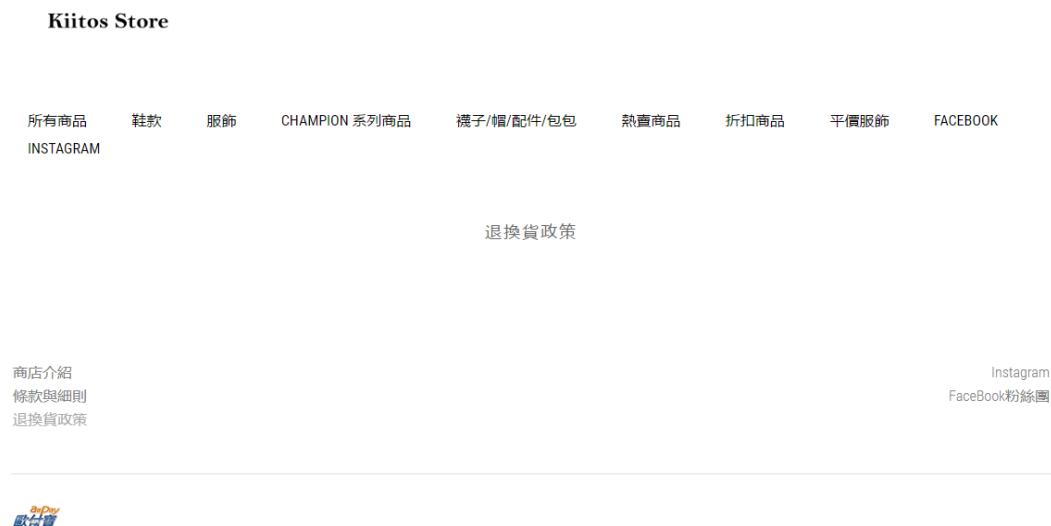 Kiitos Store
所有商品 鞋款 服飾 CHAMPION 系列商品 襪子/帽/配件/包包 熱賣商品 折扣商品 平價服飾 FACEBOOK
INSTAGRAM
退換貨政策
商店介紹 Instagram
條款與細則 FaceBook粉絲團
退換貨政策
allPay
歐付寶